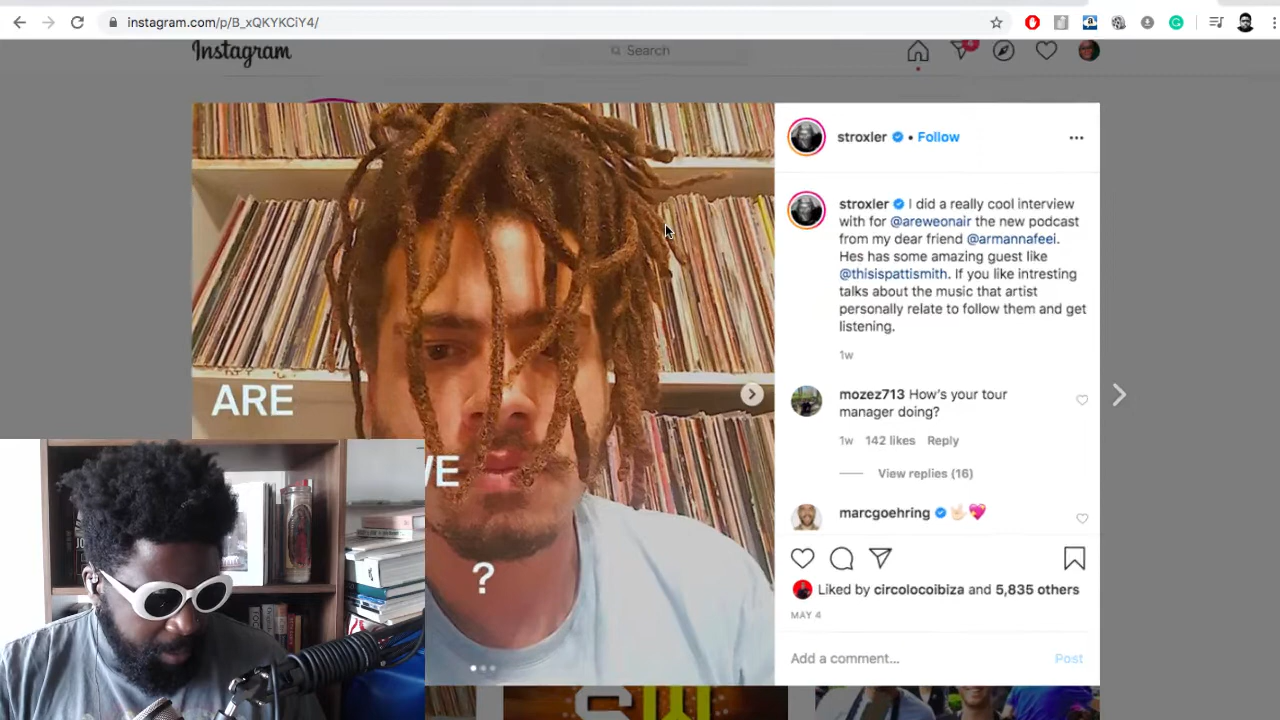 instagram.com/p/B_xQKYKCiY4/
Instagram
Search
4
ARE
WE
?
stroxler • Follow
stroxler I did a really cool interview
with for @areweonair the new podcast
from my dear friend @armannafeei.
Hes has some amazing guest like
@thisispattismith. If you like intresting
talks about the music that artist
personally relate to follow them and get
listening.
1w
mozez713 How's your tour
manager doing?
1w 142 likes Reply
View replies (16)
marcgoehring
Liked by circolocoibiza and 5,835 others
MAY 4
Add a comment... Post